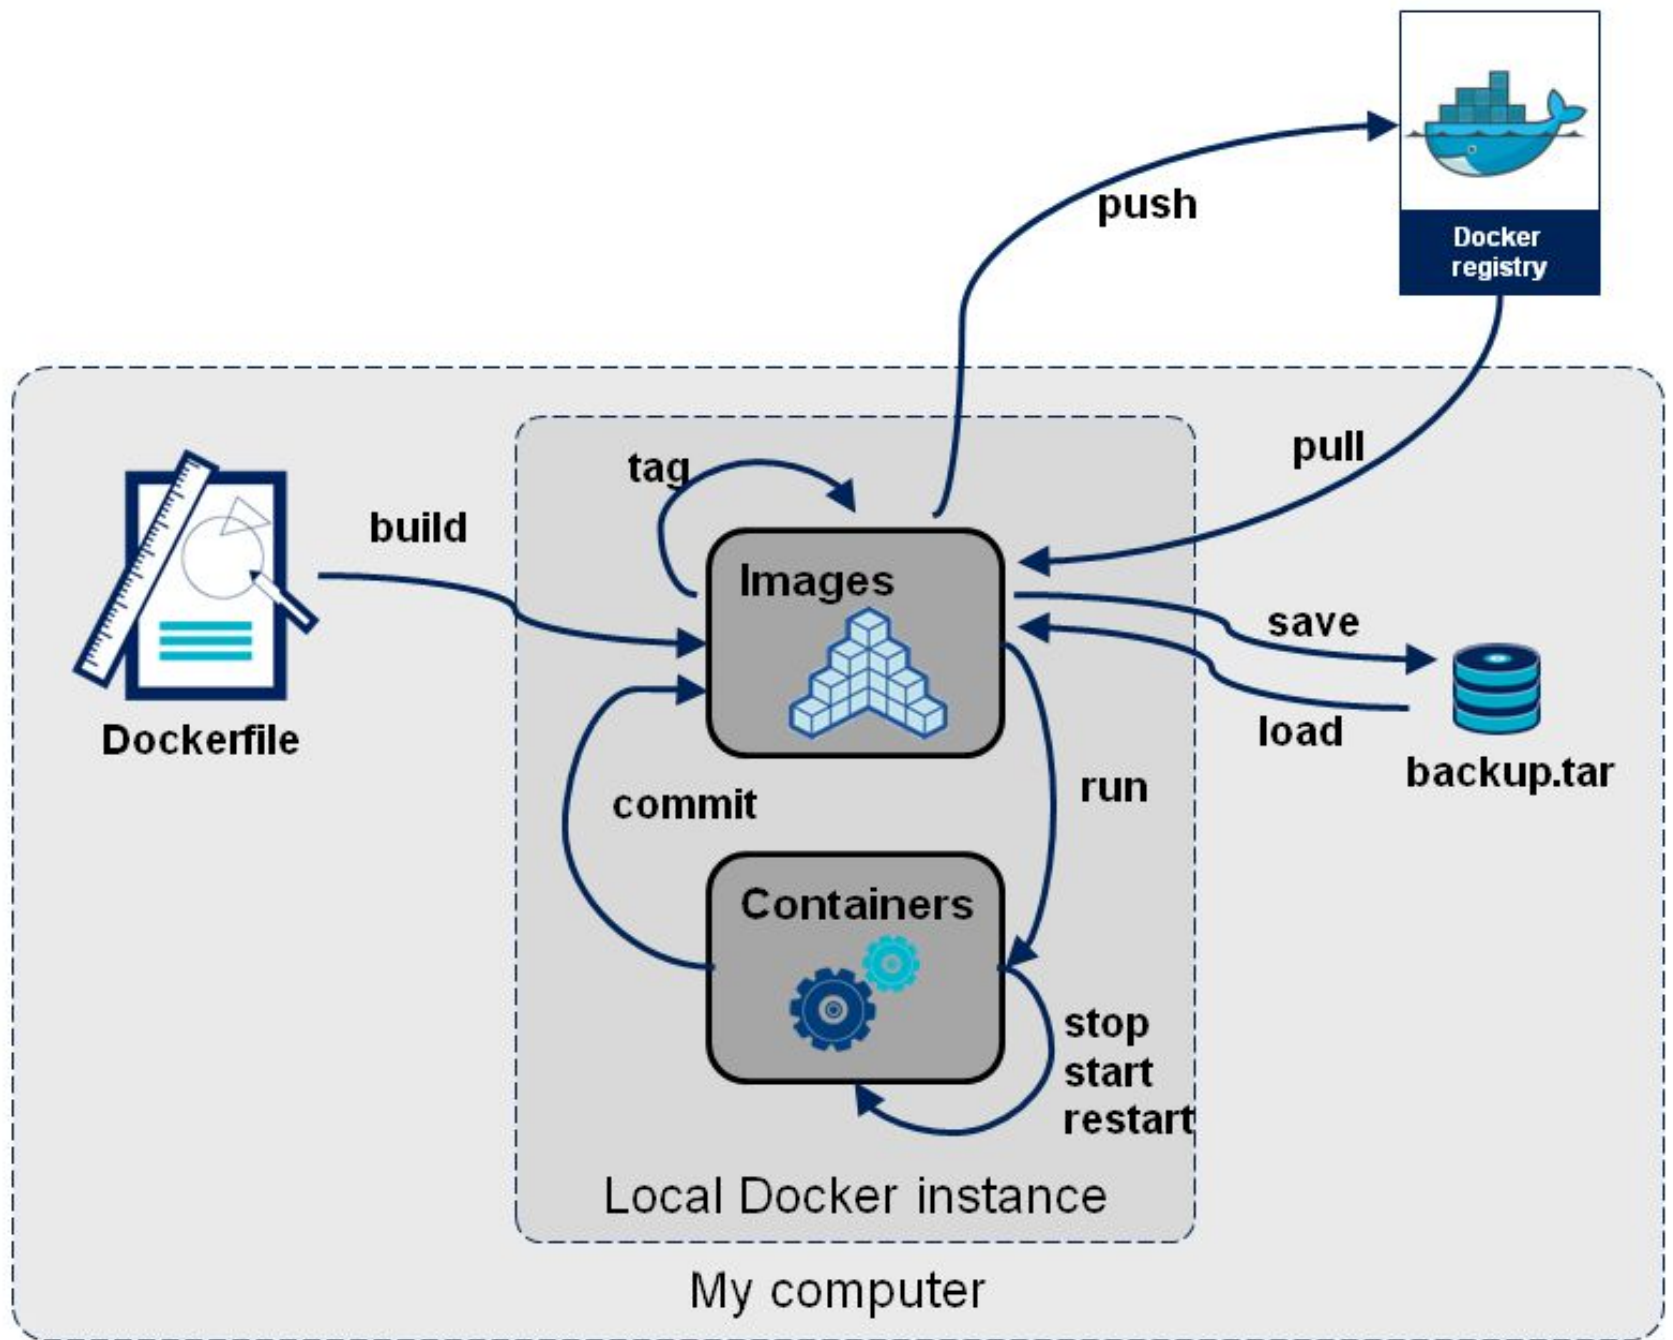 push
Docker
registry
pull
tag
build
Images
save
load
Dockerfile
backup.tar
commit
run
Containers
stop
start
restart
Local Docker instance
My computer